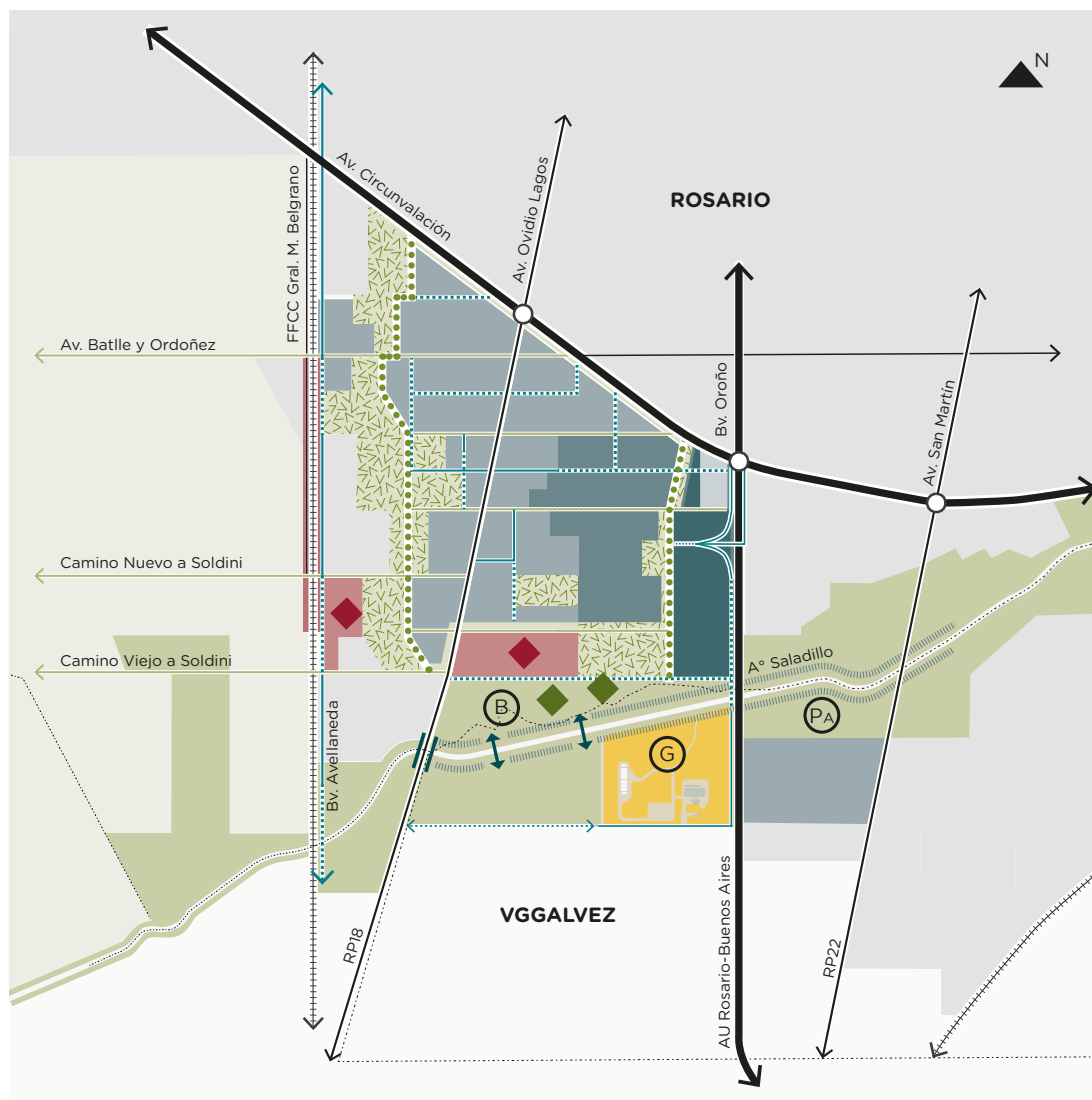 N
Av. Circunvalación
FFCC Gral. M. Belgrano
Av. Ovidio Lagos
ROSARIO
Av. Batlle y Ordoñez
Bv. Oroño
Av. San Martín
Camino Nuevo a Soldini
Camino Viejo a Soldini
A° Saladillo
B
PA
G
Bv. Avellaneda
VGGALVEZ
RP18
AU Rosario-Buenos Aires
RP22